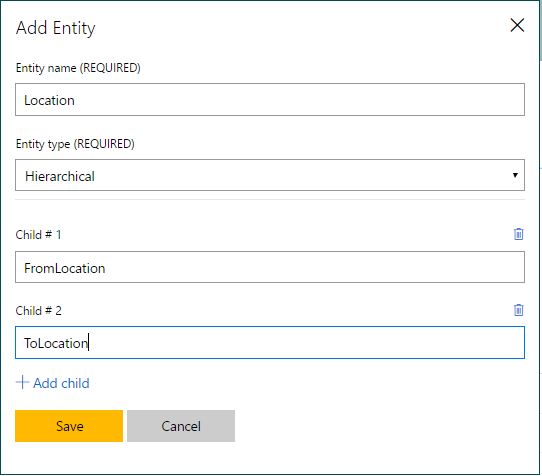 Add Entity
Entity name (REQUIRED)
Location
Entity type (REQUIRED)
Hierarchical
Child # 1
FromLocation
Child # 2
ToLocation
Add child
Save
Cancel